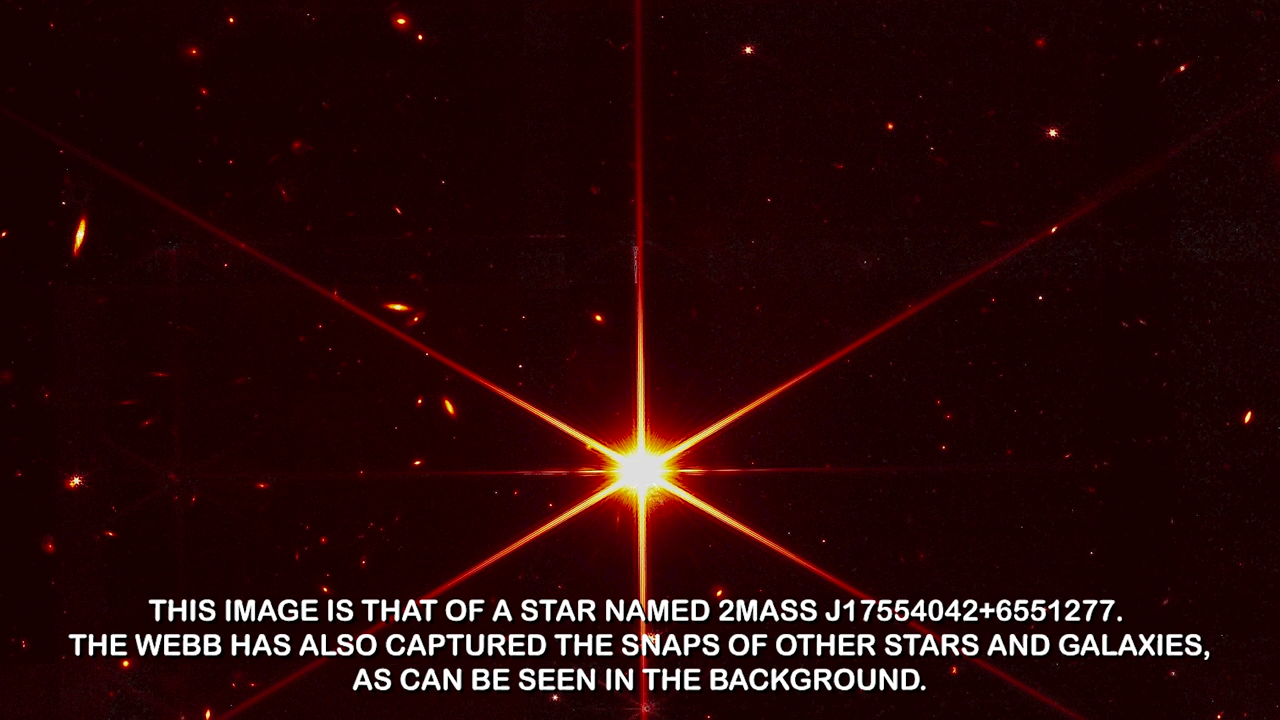 THIS IMAGE IS THAT OF A STAR NAMED 2MASS J17554042+6551277.
THE WEBB HAS ALSO CAPTURED THE SNAPS OF OTHER STARS AND GALAXIES,
AS CAN BE SEEN IN THE BACKGROUND.